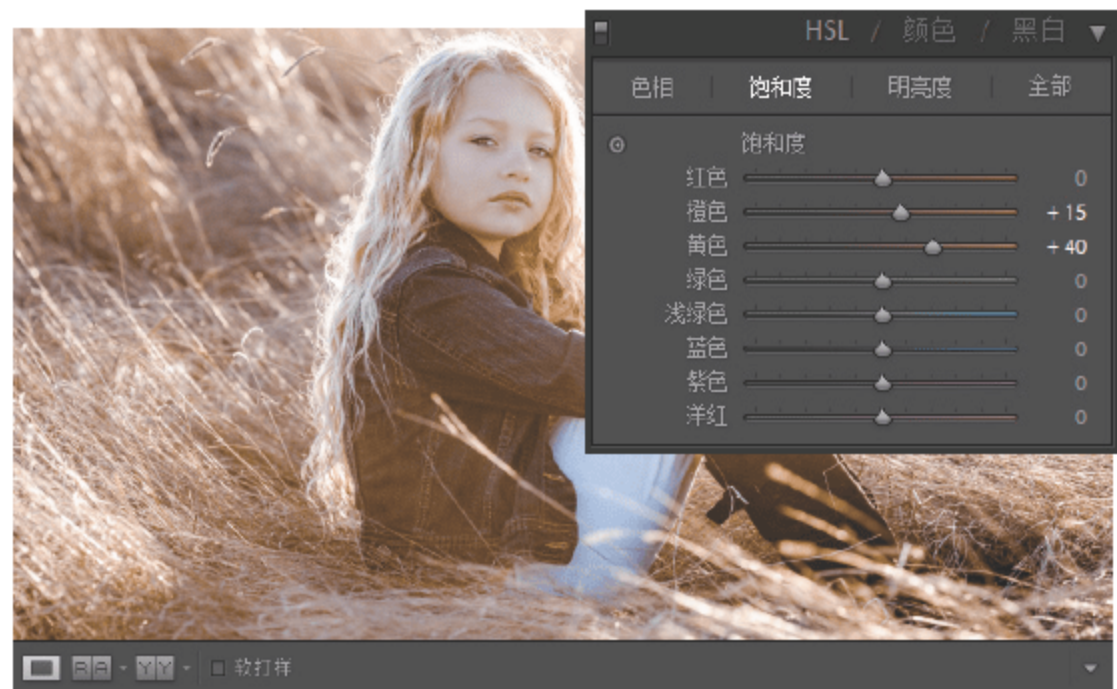 HSL / 颜色 / 黑白
色相 | 饱和度 | 明亮度 | 全部
饱和度
红色 0
橙色 +15
黄色 +40
绿色 0
浅绿色 0
蓝色 0
紫色 0
洋红 0
RA YY 软打样